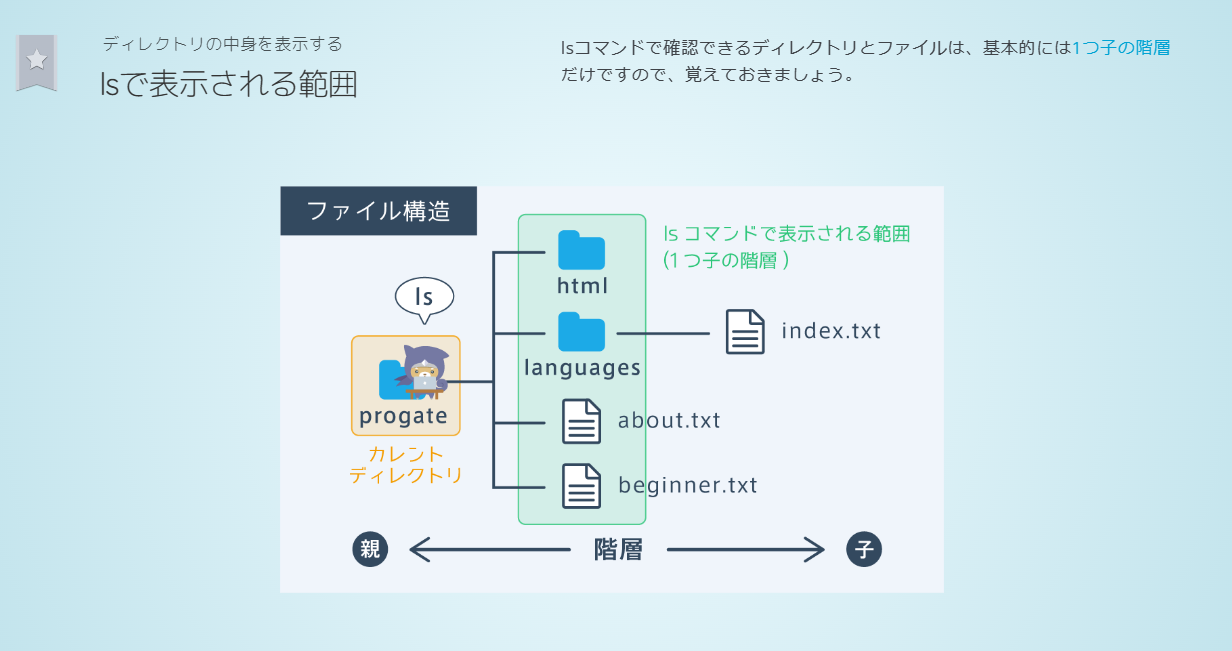 ディレクトリの中身を表示する
lsで表示される範囲
lsコマンドで確認できるディレクトリとファイルは、基本的には1つ子の階層
だけですので、覚えておきましょう。
ファイル構造
ls コマンドで表示される範囲
(1 つ子の階層 )
html
ls
index.txt
languages
progate
about.txt
カレント
ディレクトリ
beginner.txt
親
階層
子